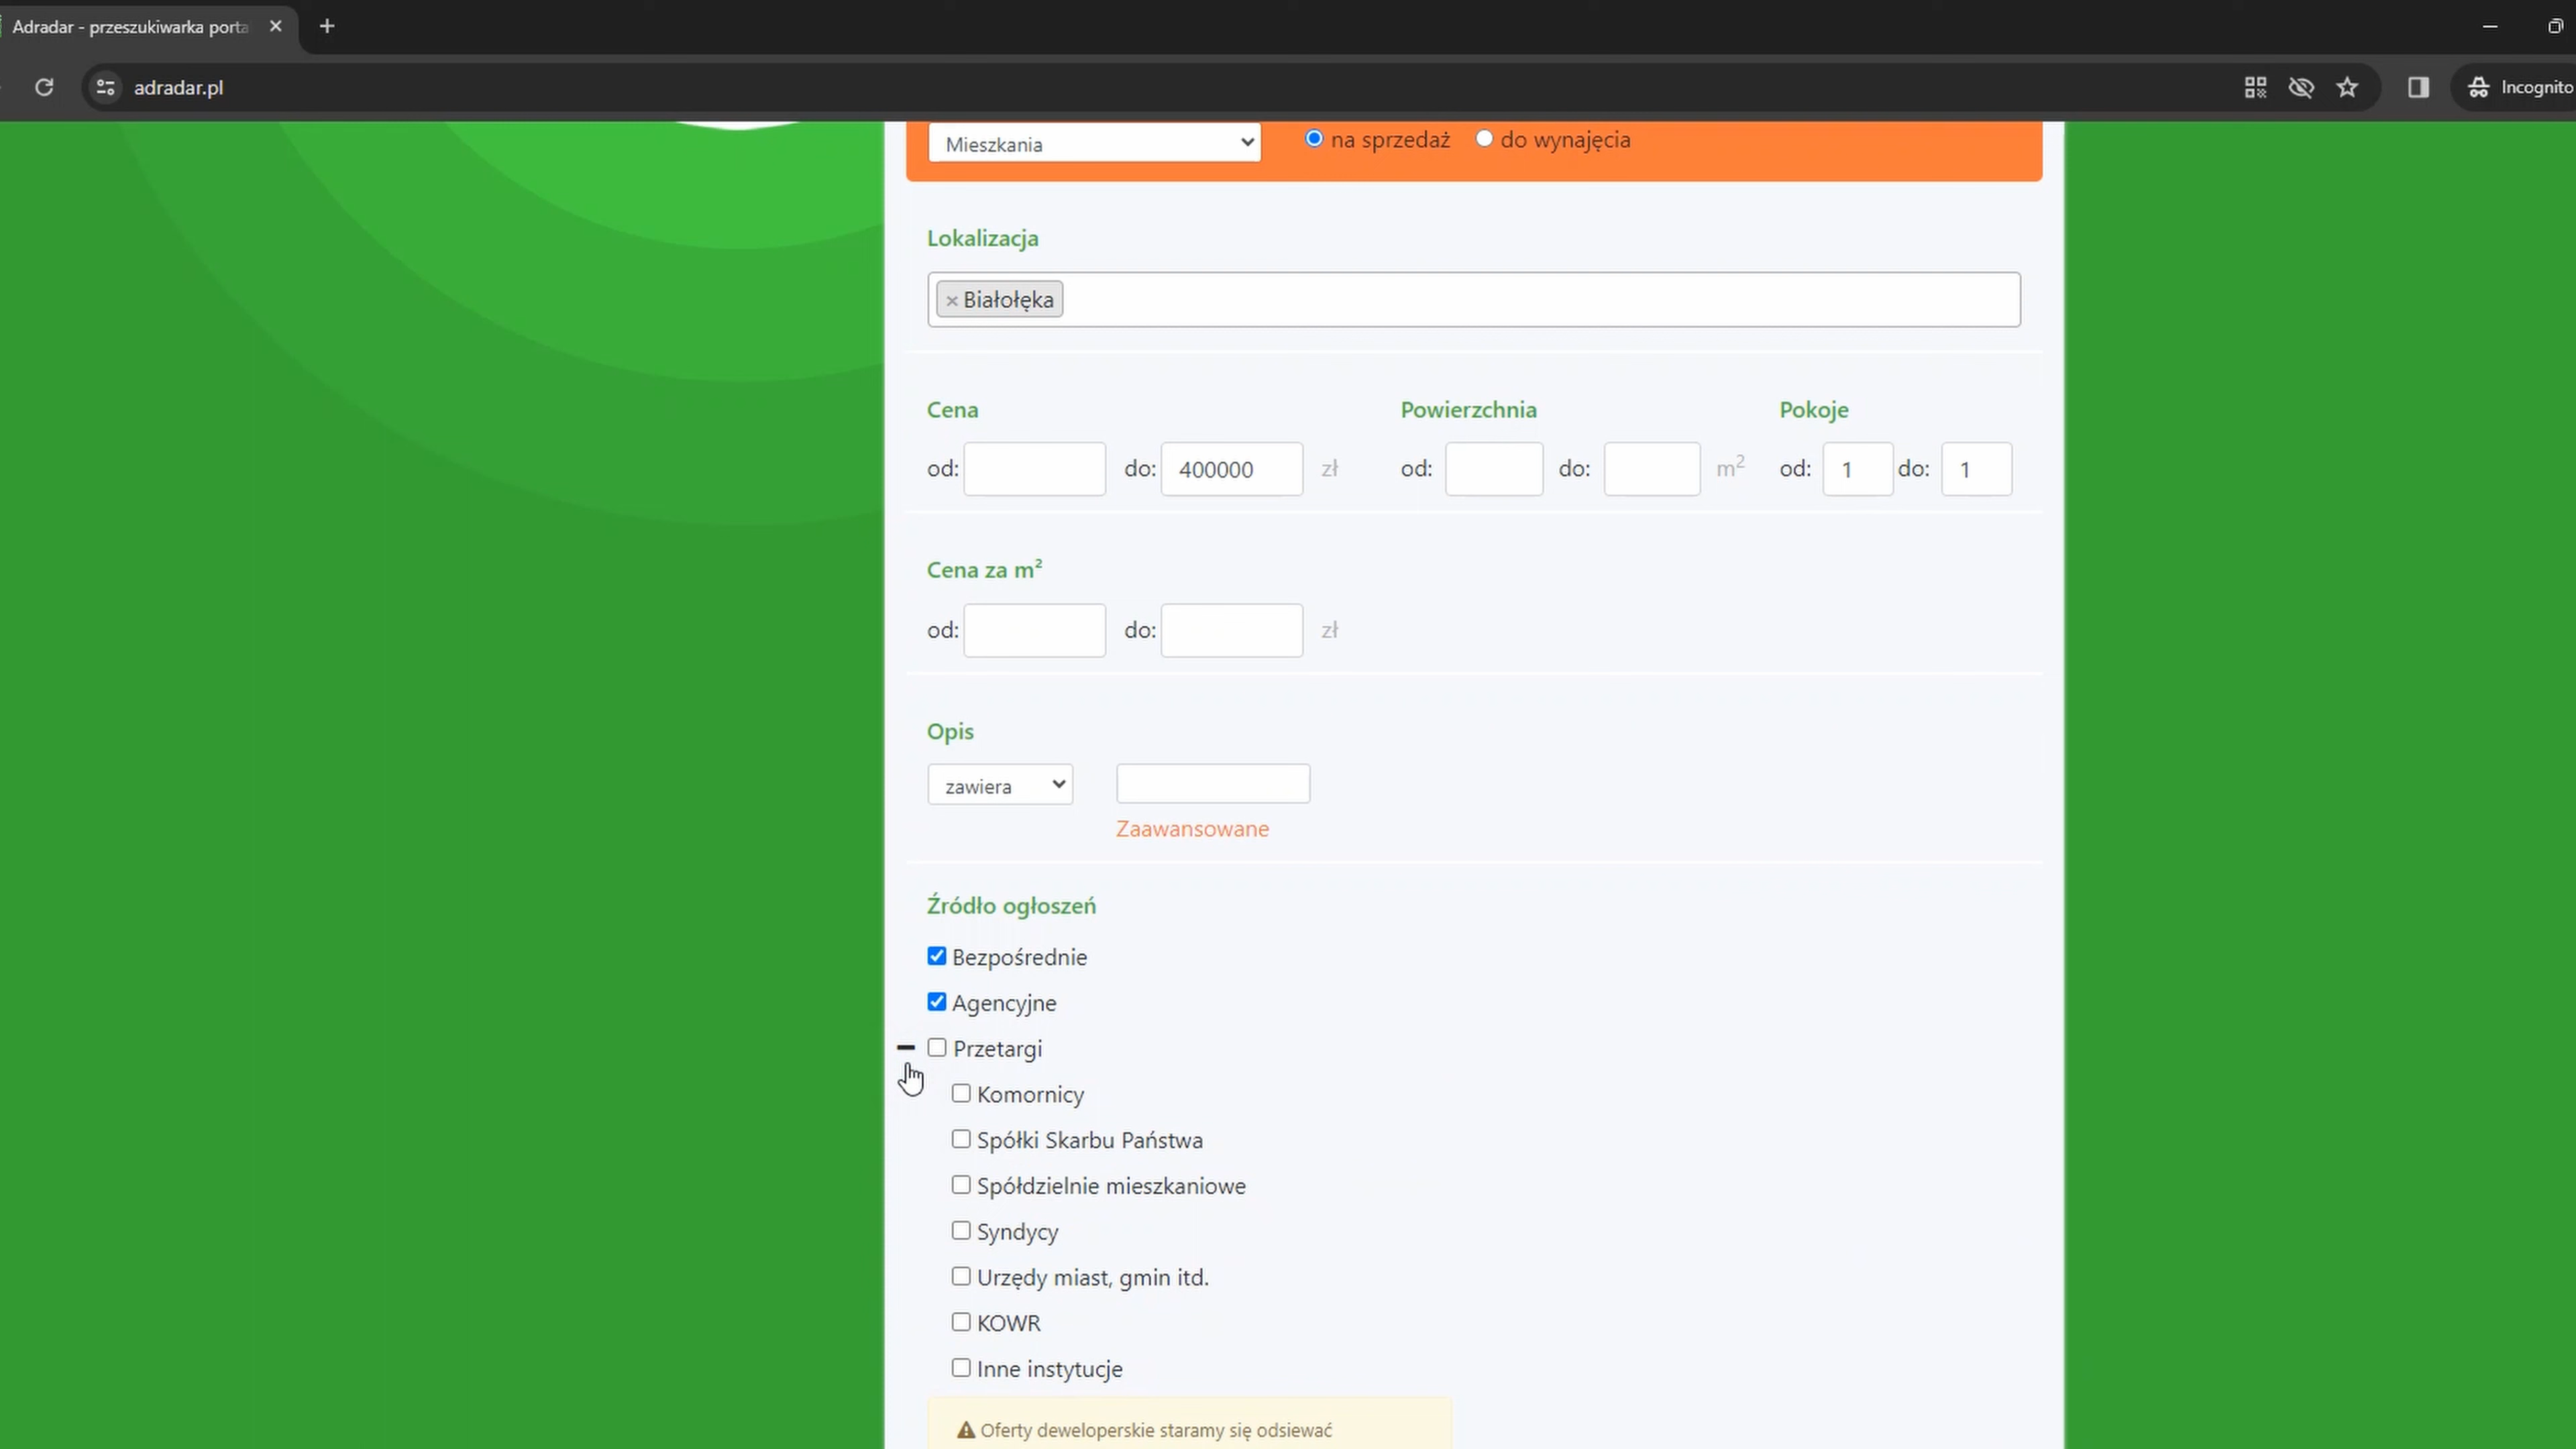 Adradar - przeszukiwarka porta
adradar.pl
Incognito
Mieszkania
na sprzedaż do wynajęcia
Lokalizacja
× Białołęka
Cena Powierzchnia Pokoje
od: do: 400000 zł od: do: m² od: 1 do: 1
Cena za m²
od: do: zł
Opis
zawiera
Zaawansowane
Źródło ogłoszeń
Bezpośrednie
Agencyjne
Przetargi
Komornicy
Spółki Skarbu Państwa
Spółdzielnie mieszkaniowe
Syndycy
Urzędy miast, gmin itd.
KOWR
Inne instytucje
Oferty deweloperskie staramy się odsiewać